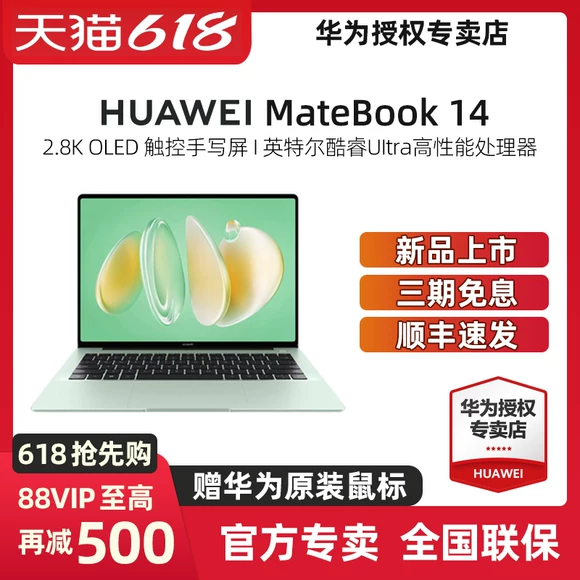 天猫618
华为授权专卖店
HUAWEI MateBook 14
2.8K OLED 触控手写屏 I 英特尔酷睿Ultra高性能处理器
新品上市
三期免息
顺丰速发
华为授权
专卖店
★★★★★
HUAWEI
618 抢先购
88VIP 至高
再减500
赠华为原装鼠标
官方专卖 全国联保